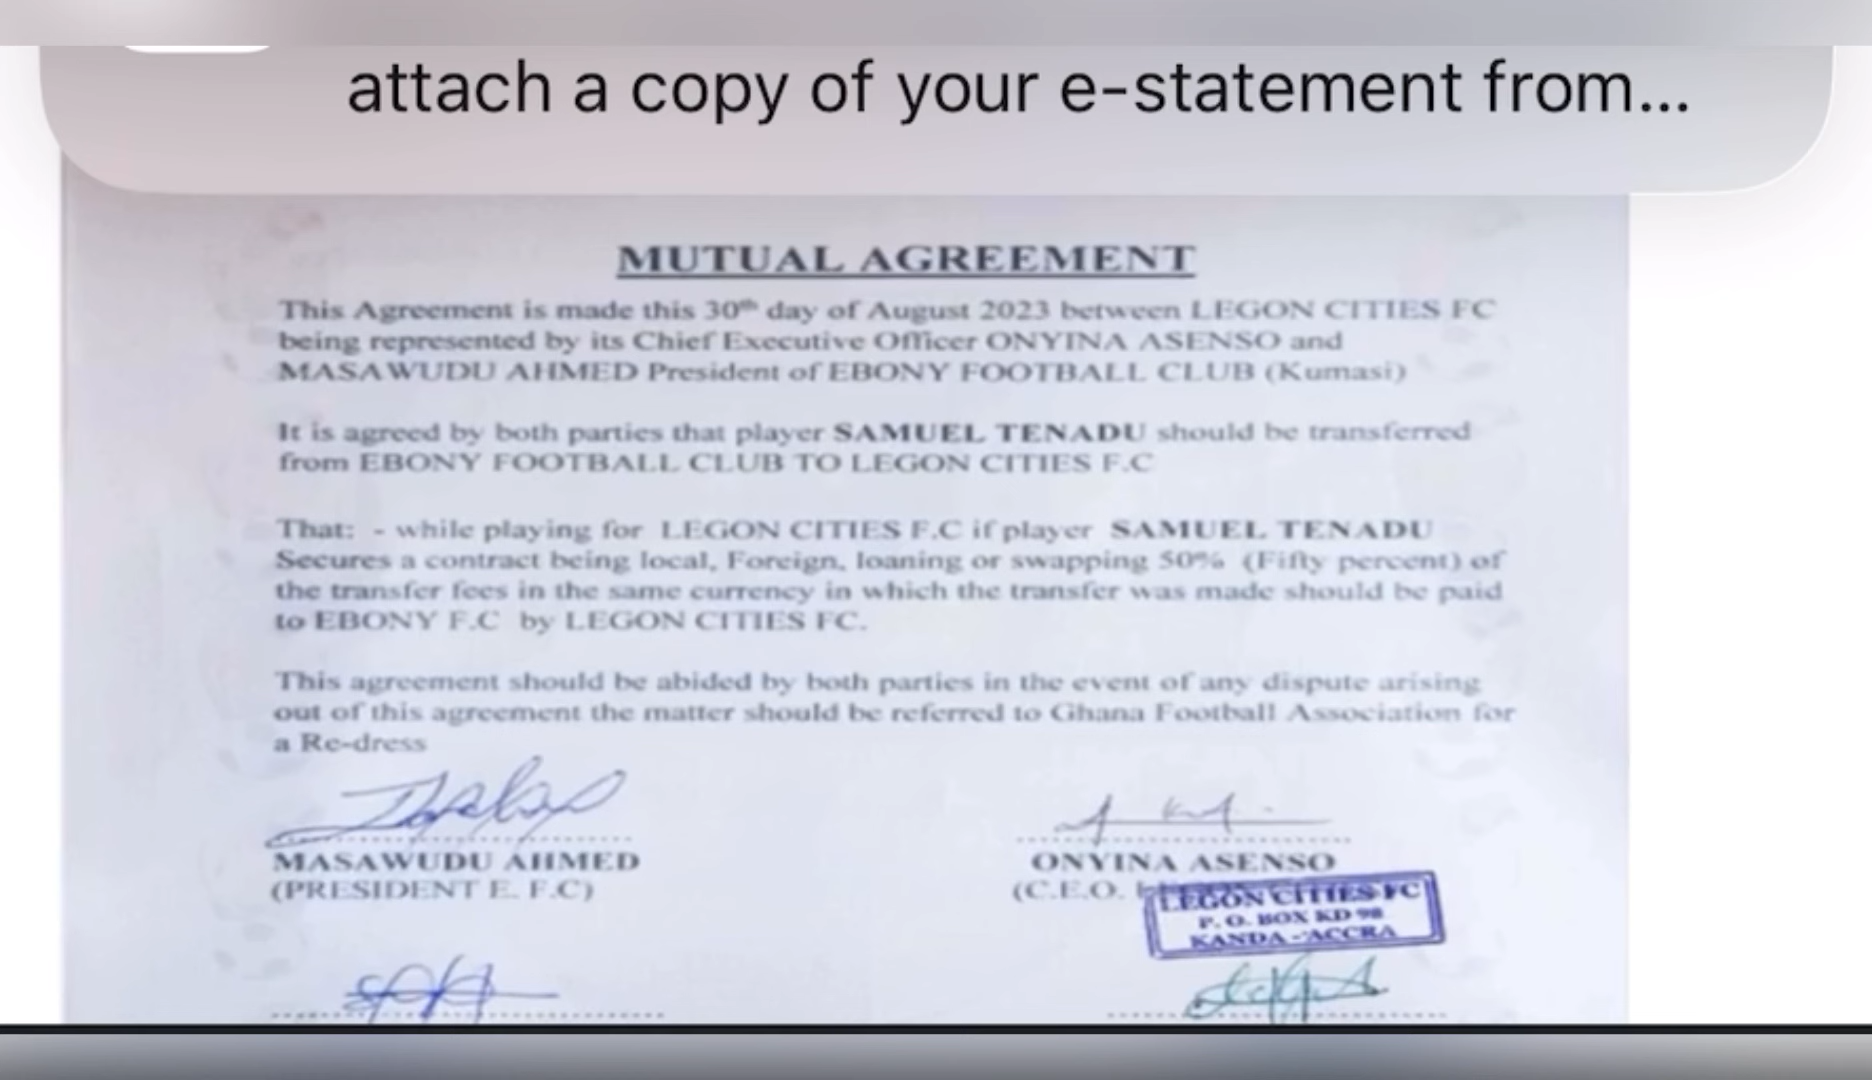 attach a copy of your e-statement from...
MUTUAL AGREEMENT
This Agreement is made this 30th day of August 2023 between LEGON CITIES FC
being represented by its Chief Executive Officer ONYINA ASENSO and
MASAWUDU AHMED President of EBONY FOOTBALL CLUB (Kumasi)
It is agreed by both parties that player SAMUEL TENADU should be transferred
from EBONY FOOTBALL CLUB TO LEGON CITIES F.C
That: - while playing for LEGON CITIES F.C if player SAMUEL TENADU
Secures a contract being local, Foreign, loaning or swapping 50% (Fifty percent) of
the transfer fees in the same currency in which the transfer was made should be paid
to EBONY F.C by LEGON CITIES FC.
This agreement should be abided by both parties in the event of any dispute arising
out of this agreement the matter should be referred to Ghana Football Association for
a Re-dress
MASAWUDU AHMED
(PRESIDENT E. F.C)
ONYINA ASENSO
(C.E.O.
LEGON CITIES FC
P. O. BOX KD 98
KANDA - ACCRA